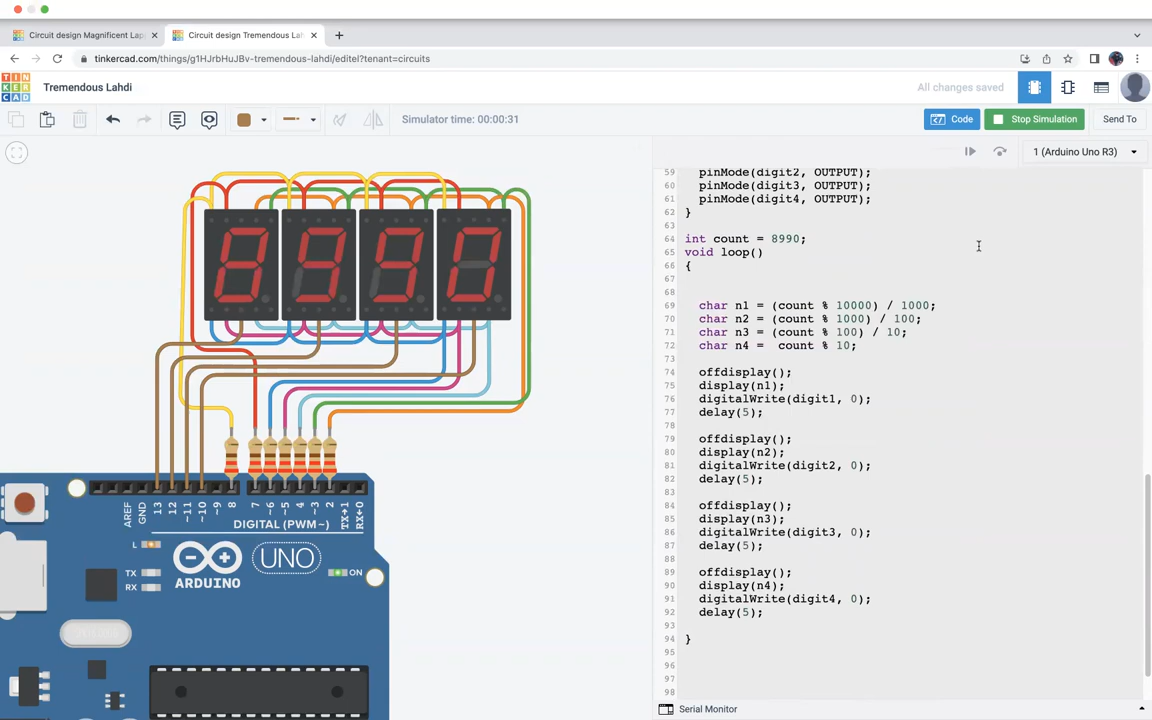 Circuit design Magnificent Lap
Circuit design Tremendous Lah
tinkercad.com/things/g1HJrbHuJBv-tremendous-lahdi/editel?tenant=circuits
TIN
KER
CAD
Tremendous Lahdi
All changes saved
Simulator time: 00:00:31
Code
Stop Simulation
Send To
1 (Arduino Uno R3)
59 pinMode(digit2, OUTPUT);
60 pinMode(digit3, OUTPUT);
61 pinMode(digit4, OUTPUT);
62 }
63
64 int count = 8990;
65 void loop()
66 {
67
68
69 char n1 = (count % 10000) / 1000;
70 char n2 = (count % 1000) / 100;
71 char n3 = (count % 100) / 10;
72 char n4 = count % 10;
73
74 offdisplay();
75 display(n1);
76 digitalWrite(digit1, 0);
77 delay(5);
78
79 offdisplay();
80 display(n2);
81 digitalWrite(digit2, 0);
82 delay(5);
83
84 offdisplay();
85 display(n3);
86 digitalWrite(digit3, 0);
87 delay(5);
88
89 offdisplay();
90 display(n4);
91 digitalWrite(digit4, 0);
92 delay(5);
93
94 }
95
96
97
98
Serial Monitor
8990
AREF
GND
13
12
~11
~10
~9
8
7
~6
~5
4
~3
2
TX→1
RX←0
DIGITAL (PWM~)
L
TX
RX
ARDUINO
UNO
ON